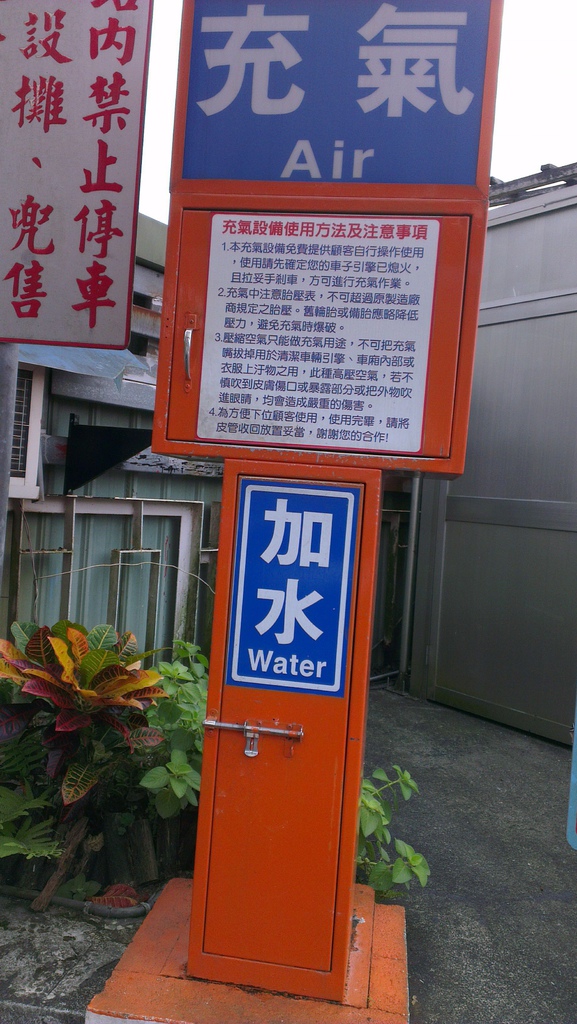 站內禁止停車
設攤、兜售
充氣
Air
充氣設備使用方法及注意事項
1.本充氣設備免費提供顧客自行操作使用
，使用請先確定您的車子引擎已熄火，
且拉妥手剎車，方可進行充氣作業。
2.充氣中注意胎壓表，不可超過原製造廠
商規定之胎壓。舊輪胎或備胎應略降低
壓力，避免充氣時爆破。
3.壓縮空氣只能做充氣用途，不可把充氣
嘴拔掉用於清潔車輛引擎、車廂內部或
衣服上汙物之用，此種高壓空氣，若不
慎吹到皮膚傷口或暴露部分或把外物吹
進眼睛，均會造成嚴重的傷害。
4.為方便下位顧客使用，使用完畢，請將
皮管收回放置妥當，謝謝您的合作!
加
水
Water